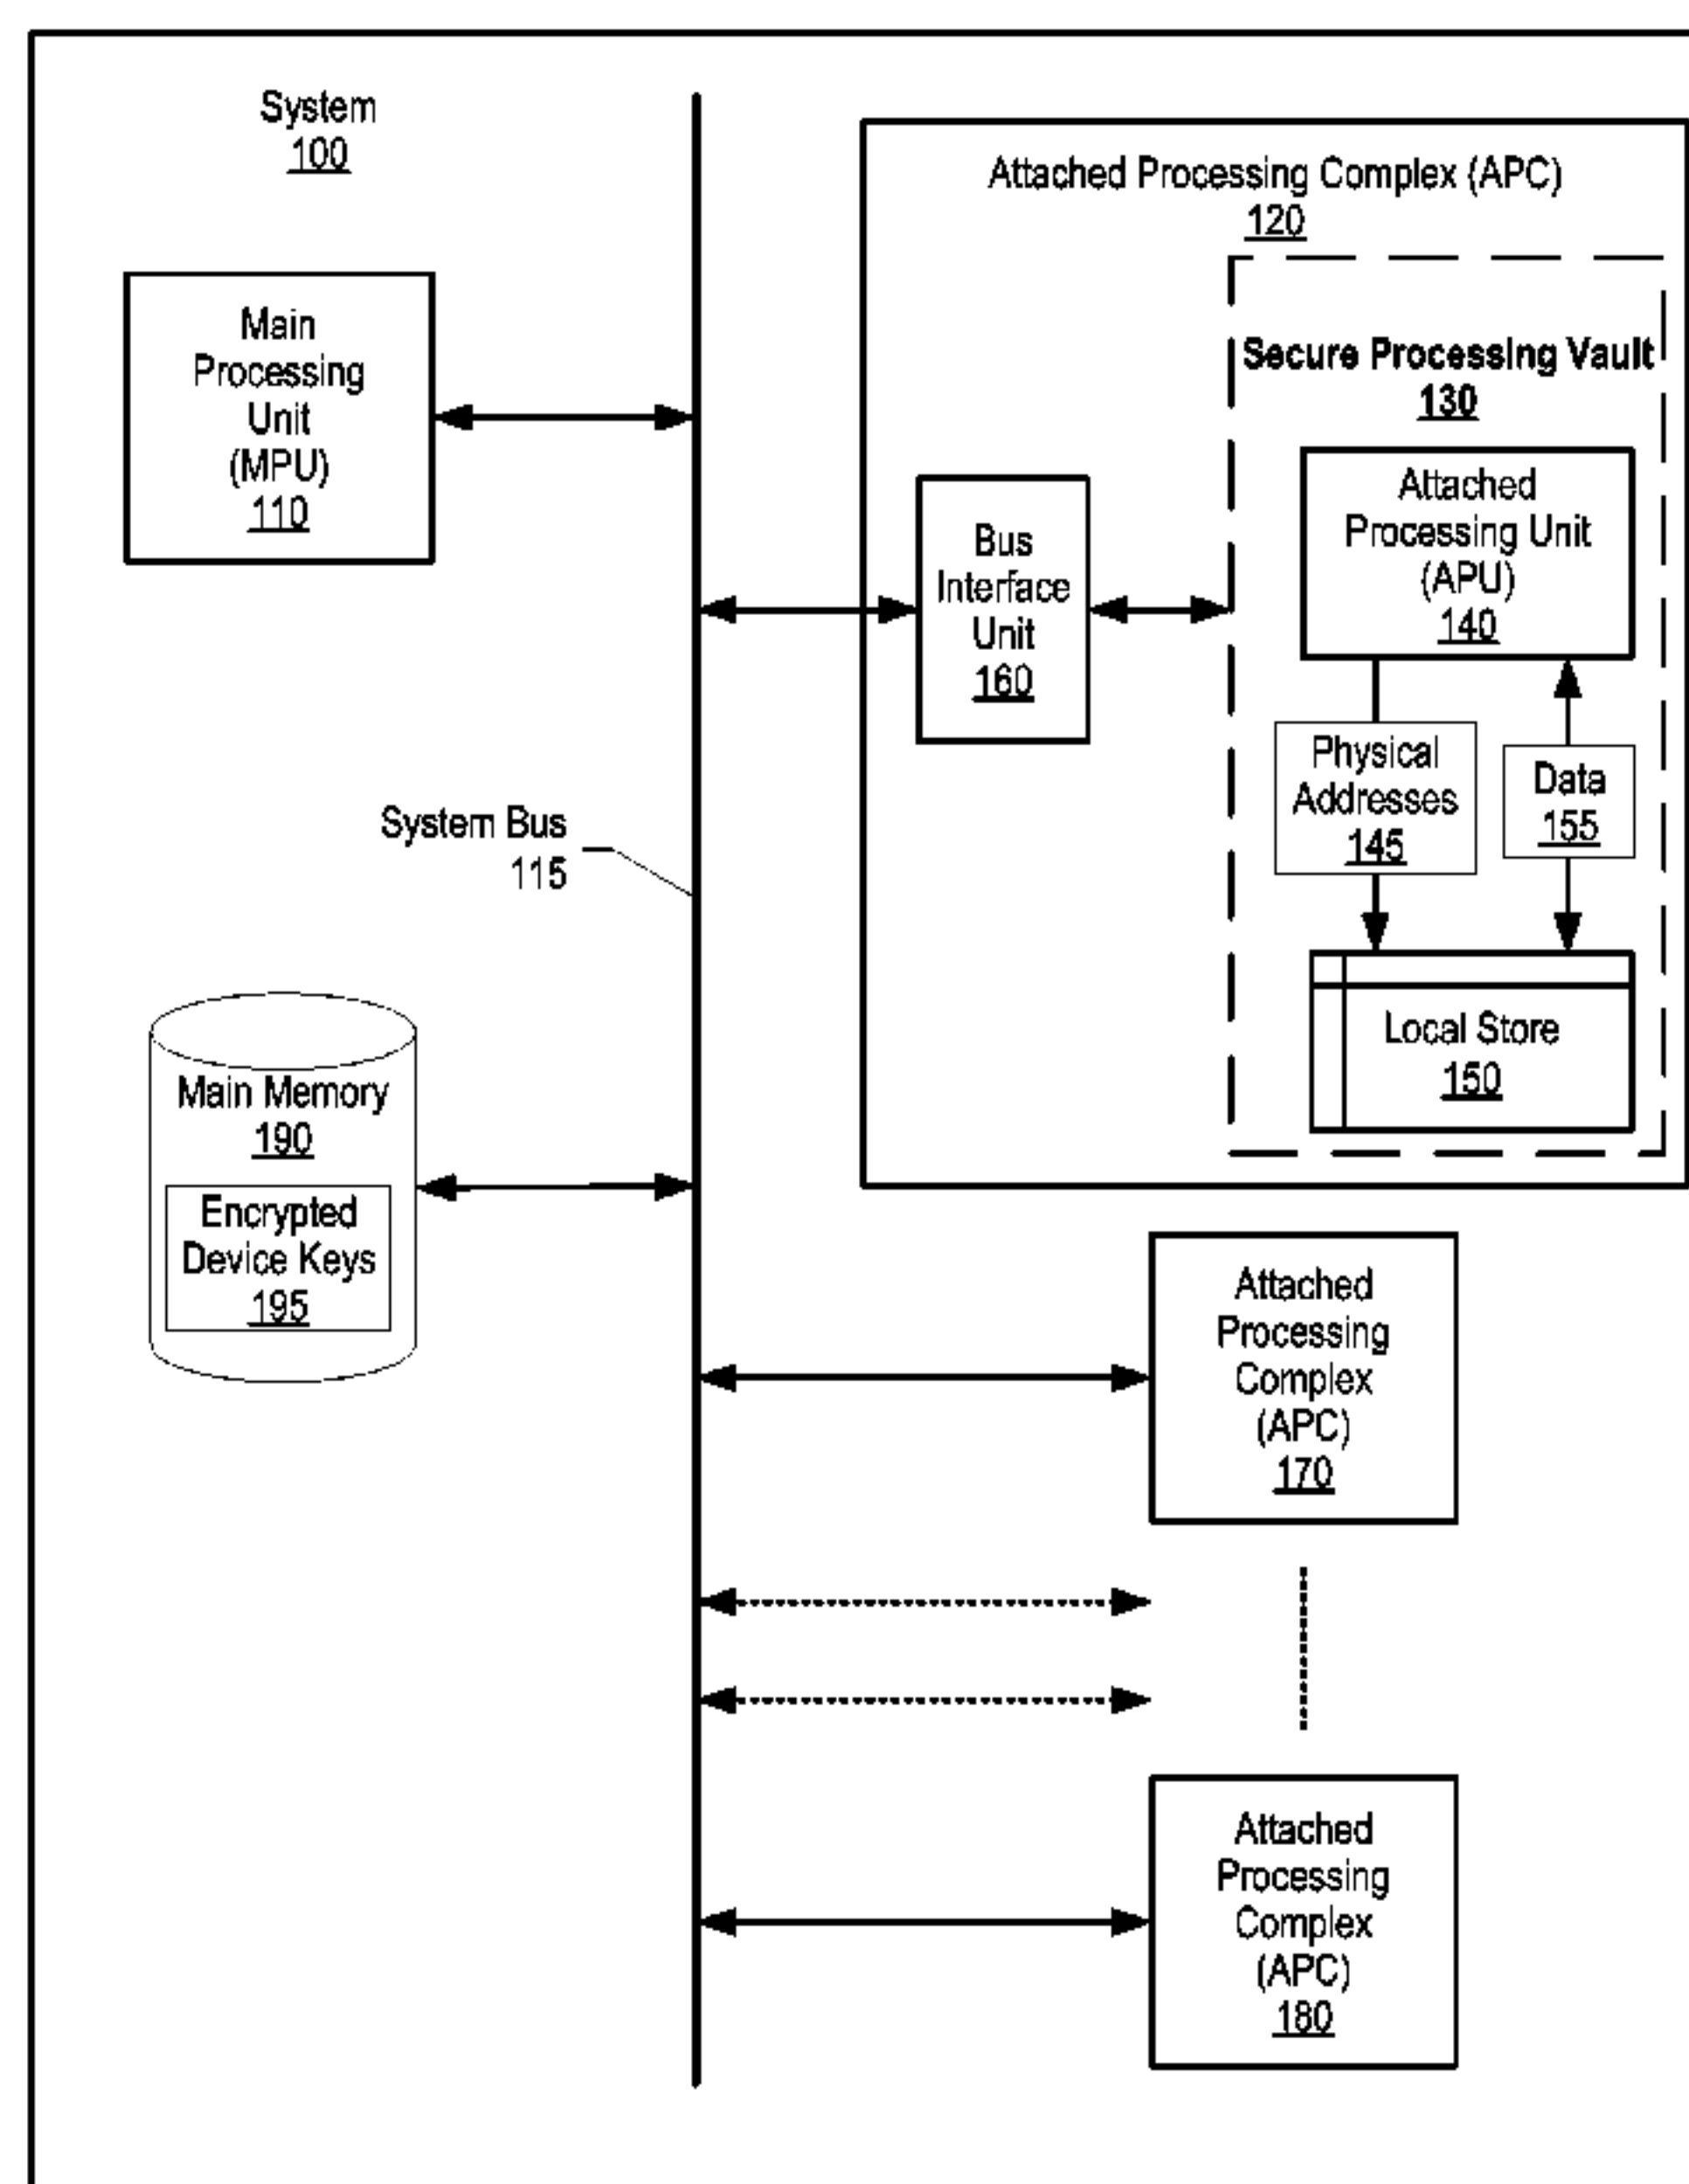 System
100
Attached Processing Complex (APC)
120
Main
Processing
Unit
(MPU)
110
Secure Processing Vault
130
Attached
Processing Unit
(APU)
140
Bus
Interface
Unit
160
Physical
Addresses
145
Data
155
System Bus
115
Local Store
150
Main Memory
190
Encrypted
Device Keys
195
Attached
Processing
Complex
(APC)
170
Attached
Processing
Complex
(APC)
180